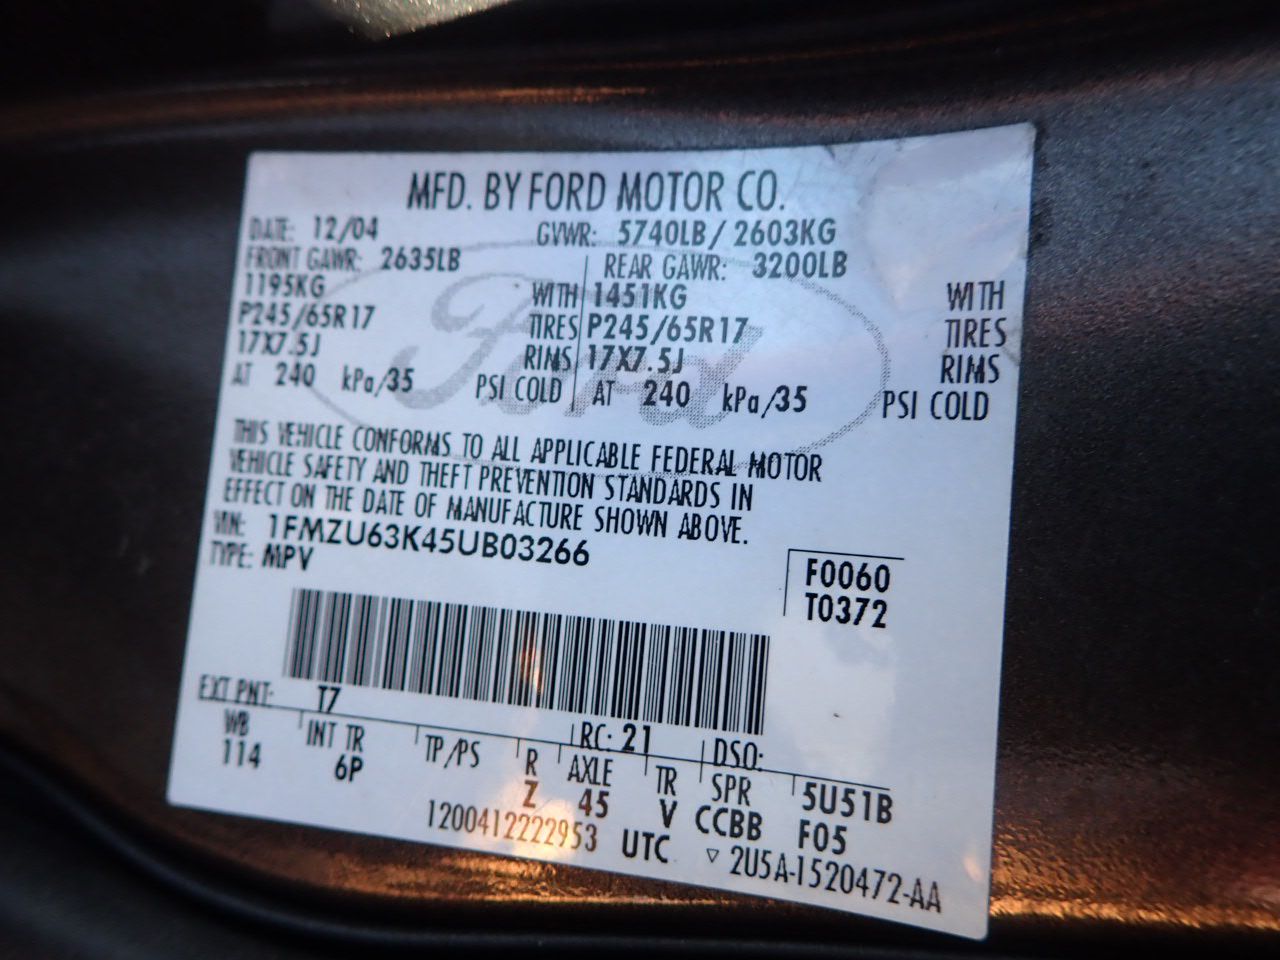 MFD. BY FORD MOTOR CO.
DATE: 12/04 GVWR: 5740LB / 2603KG
FRONT GAWR: 2635LB REAR GAWR: 3200LB
1195KG WITH 1451KG WITH
P245/65R17 TIRES P245/65R17 TIRES
17X7.5J RIMS 17X7.5J RIMS
AT 240 kPa/35 PSI COLD AT 240 kPa/35 PSI COLD
Ford
THIS VEHICLE CONFORMS TO ALL APPLICABLE FEDERAL MOTOR
VEHICLE SAFETY AND THEFT PREVENTION STANDARDS IN
EFFECT ON THE DATE OF MANUFACTURE SHOWN ABOVE.
VIN: 1FMZU63K45UB03266
TYPE: MPV
F0060
T0372
EXT PNT: T7 RC: 21 DSO:
WB INT TR TP/PS R AXLE TR SPR 5U51B
114 6P Z 45 V CCBB F05
1200412222953 UTC ▽ 2U5A-1520472-AA